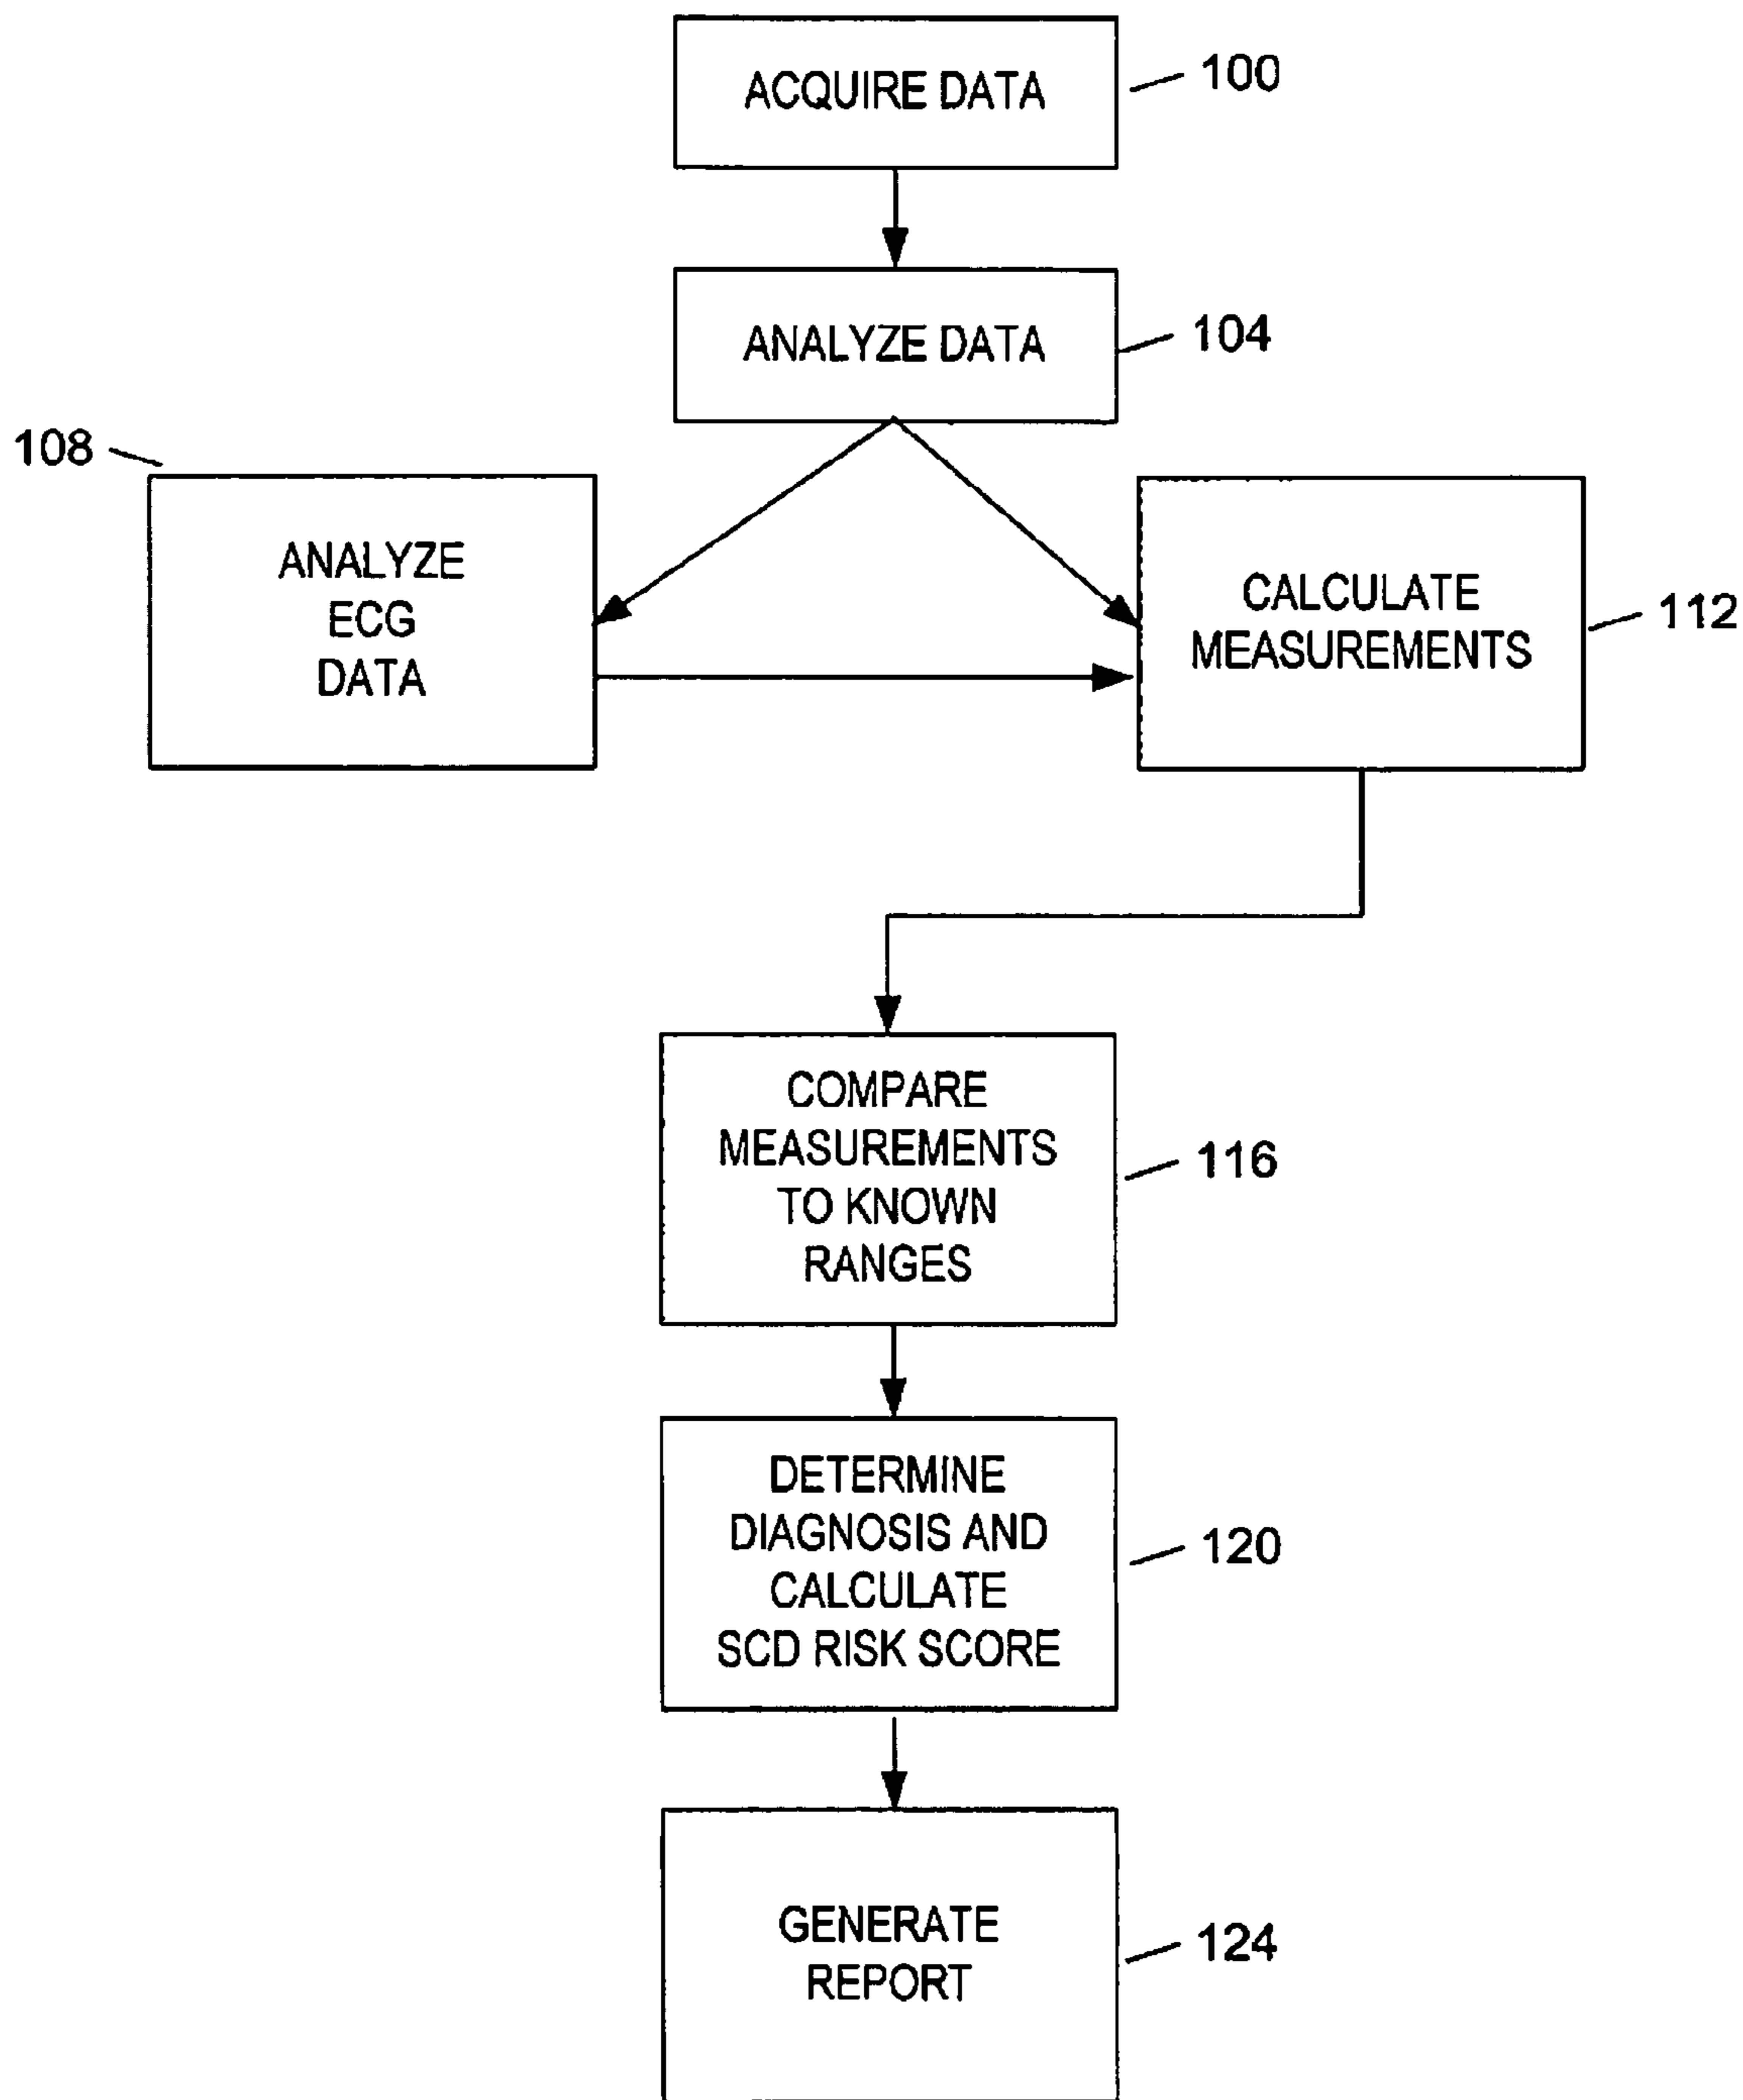 ACQUIRE DATA
100
ANALYZE DATA
104
108
ANALYZE
ECG
DATA
CALCULATE
MEASUREMENTS
112
COMPARE
MEASUREMENTS
TO KNOWN
RANGES
116
DETERMINE
DIAGNOSIS AND
CALCULATE
SCD RISK SCORE
120
GENERATE
REPORT
124